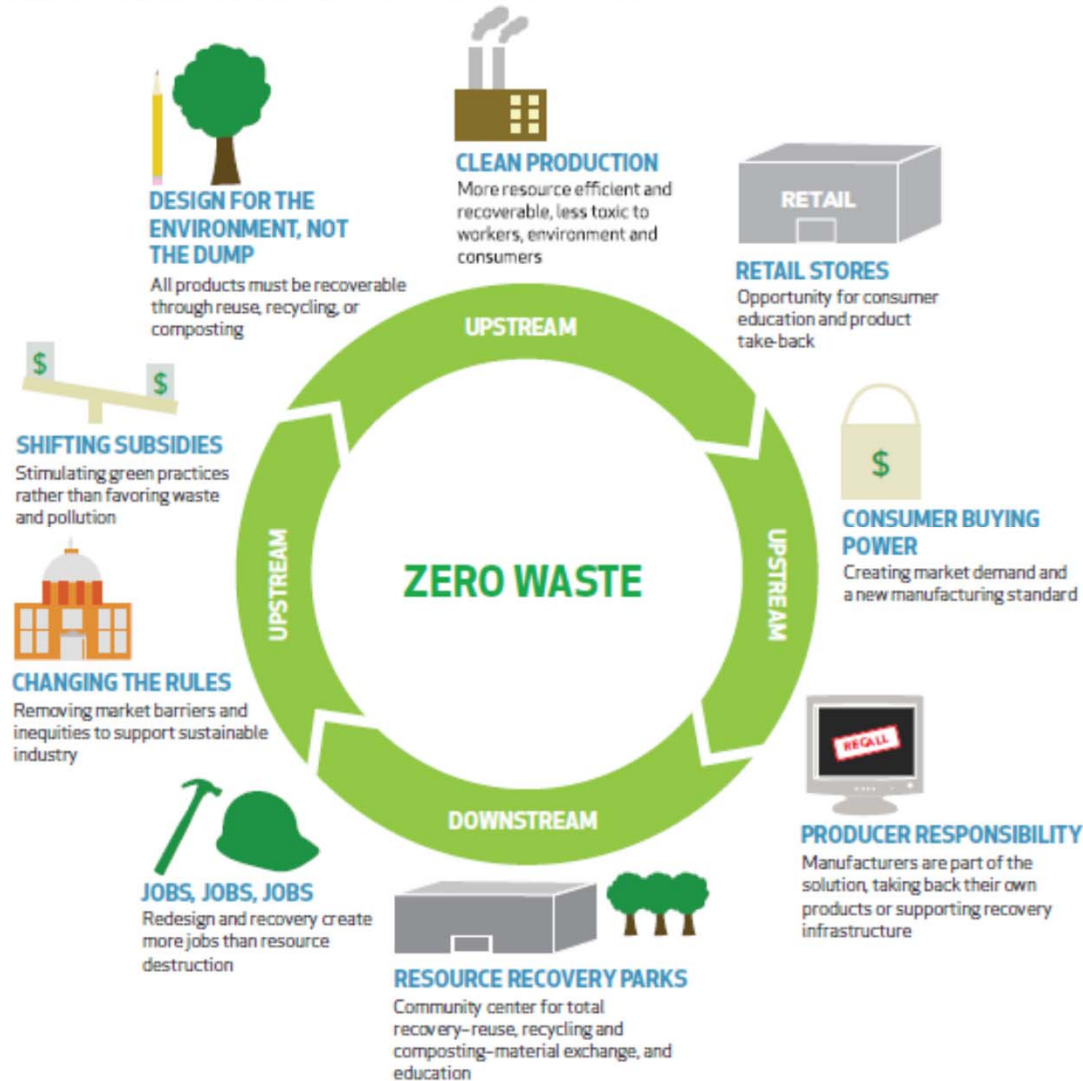 DESIGN FOR THE
ENVIRONMENT, NOT
THE DUMP
All products must be recoverable
through reuse, recycling, or
composting
CLEAN PRODUCTION
More resource efficient and
recoverable, less toxic to
workers, environment and
consumers
RETAIL
RETAIL STORES
Opportunity for consumer
education and product
take-back
UPSTREAM
$
$
SHIFTING SUBSIDIES
Stimulating green practices
rather than favoring waste
and pollution
$
CONSUMER BUYING
POWER
Creating market demand and
a new manufacturing standard
UPSTREAM
ZERO WASTE
UPSTREAM
CHANGING THE RULES
Removing market barriers and
inequities to support sustainable
industry
RECALL
PRODUCER RESPONSIBILITY
Manufacturers are part of the
solution, taking back their own
products or supporting recovery
infrastructure
DOWNSTREAM
JOBS, JOBS, JOBS
Redesign and recovery create
more jobs than resource
destruction
RESOURCE RECOVERY PARKS
Community center for total
recovery–reuse, recycling and
composting–material exchange, and
education